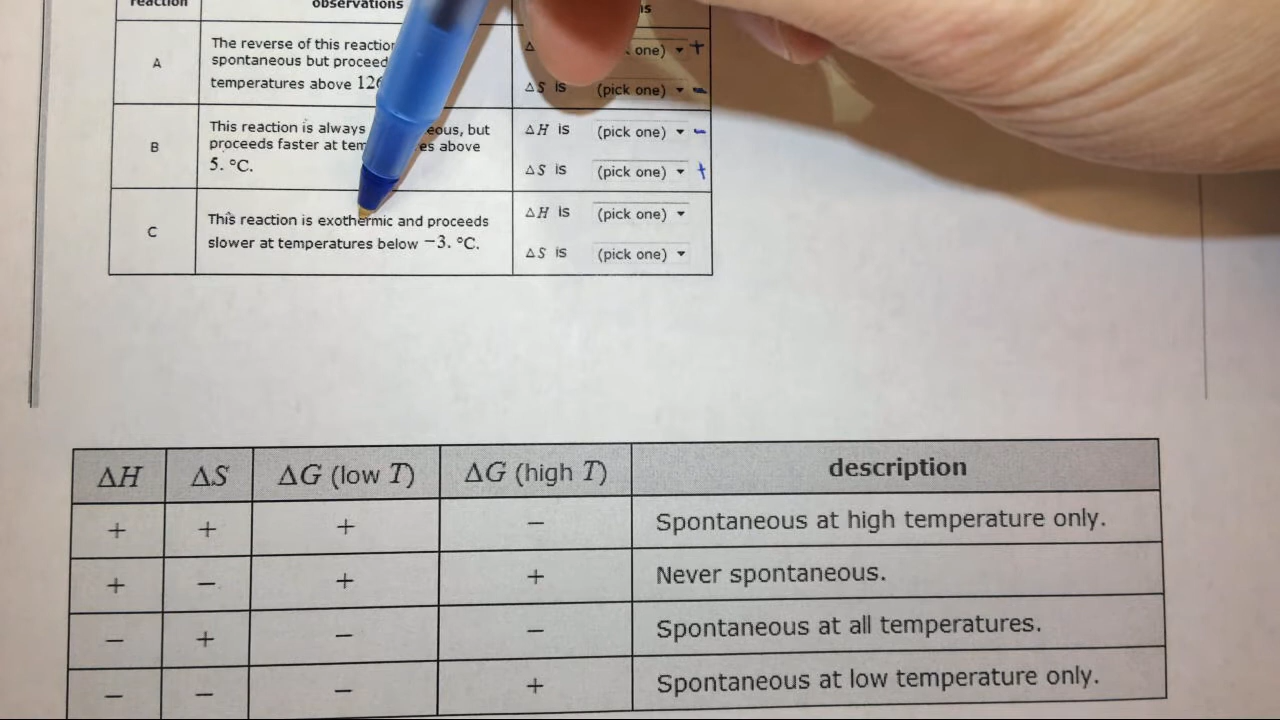 reaction observations
The reverse of this reaction
A spontaneous but proceed one) ▾ +
temperatures above 126 ΔS is (pick one) ▾ -
This reaction is always eous, but ΔH is (pick one) ▾ -
B proceeds faster at tem es above
5. °C. ΔS is (pick one) ▾ +
This reaction is exothermic and proceeds ΔH is (pick one) ▾
C slower at temperatures below −3. °C.
ΔS is (pick one) ▾
ΔH ΔS ΔG (low T) ΔG (high T) description
+ + + − Spontaneous at high temperature only.
+ − + + Never spontaneous.
− + − − Spontaneous at all temperatures.
− − − + Spontaneous at low temperature only.